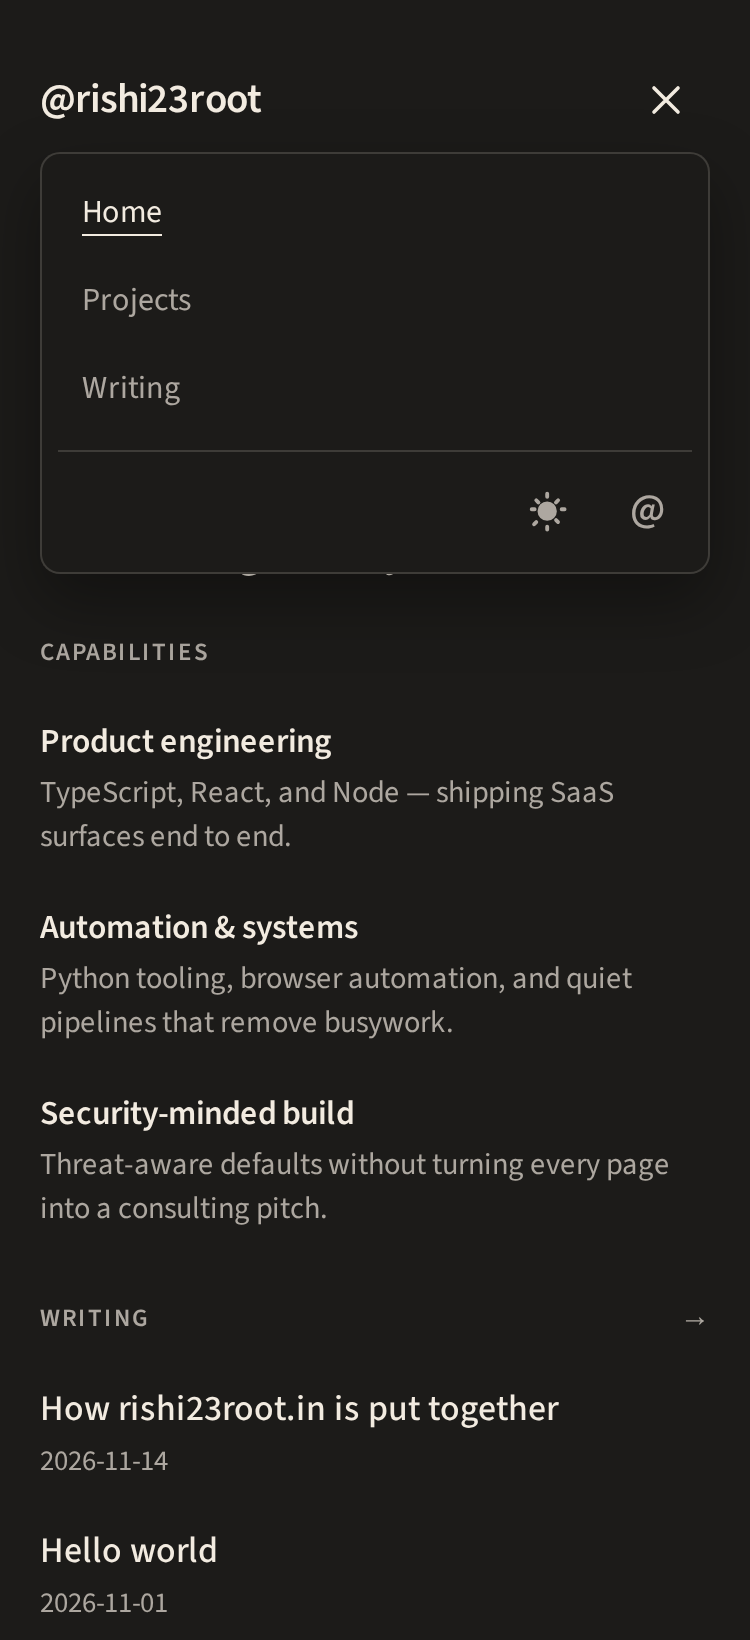 @rishi23root
Home
Projects
Writing
@
CAPABILITIES
Product engineering
TypeScript, React, and Node — shipping SaaS
surfaces end to end.
Automation & systems
Python tooling, browser automation, and quiet
pipelines that remove busywork.
Security-minded build
Threat-aware defaults without turning every page
into a consulting pitch.
WRITING →
How rishi23root.in is put together
2026-11-14
Hello world
2026-11-01